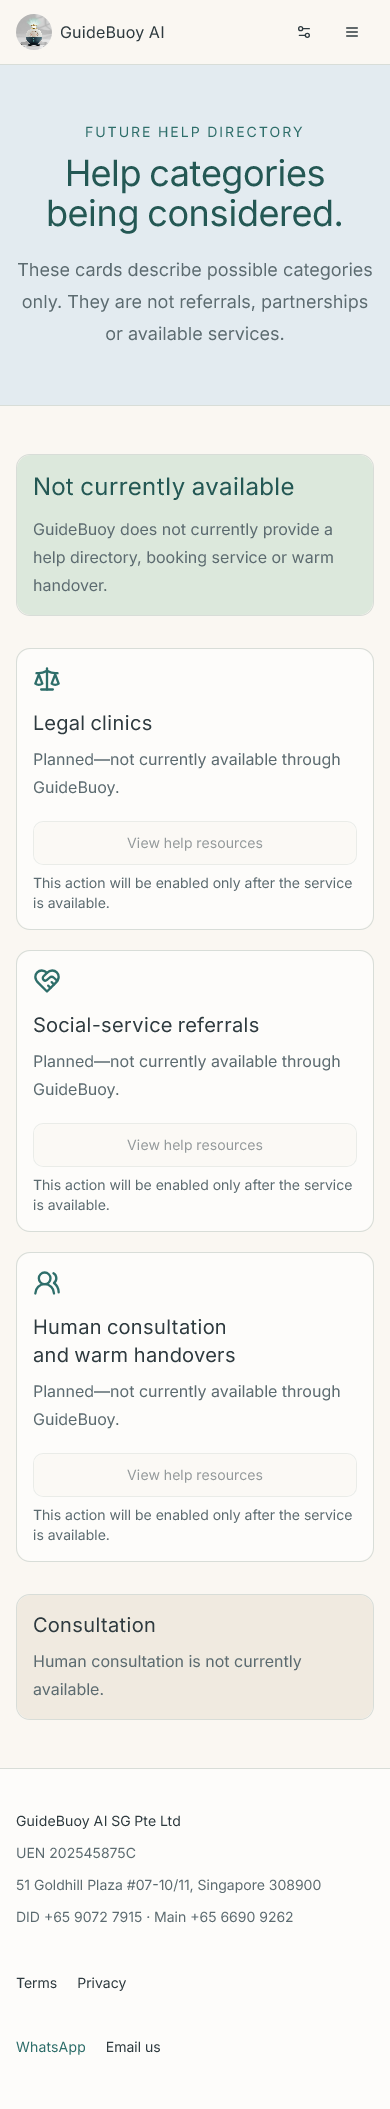 GuideBuoy AI
FUTURE HELP DIRECTORY
Help categories
being considered.
These cards describe possible categories
only. They are not referrals, partnerships
or available services.
Not currently available
GuideBuoy does not currently provide a
help directory, booking service or warm
handover.
Legal clinics
Planned—not currently available through
GuideBuoy.
View help resources
This action will be enabled only after the service
is available.
Social-service referrals
Planned—not currently available through
GuideBuoy.
View help resources
This action will be enabled only after the service
is available.
Human consultation
and warm handovers
Planned—not currently available through
GuideBuoy.
View help resources
This action will be enabled only after the service
is available.
Consultation
Human consultation is not currently
available.
GuideBuoy AI SG Pte Ltd
UEN 202545875C
51 Goldhill Plaza #07-10/11, Singapore 308900
DID +65 9072 7915 · Main +65 6690 9262
Terms Privacy
WhatsApp Email us